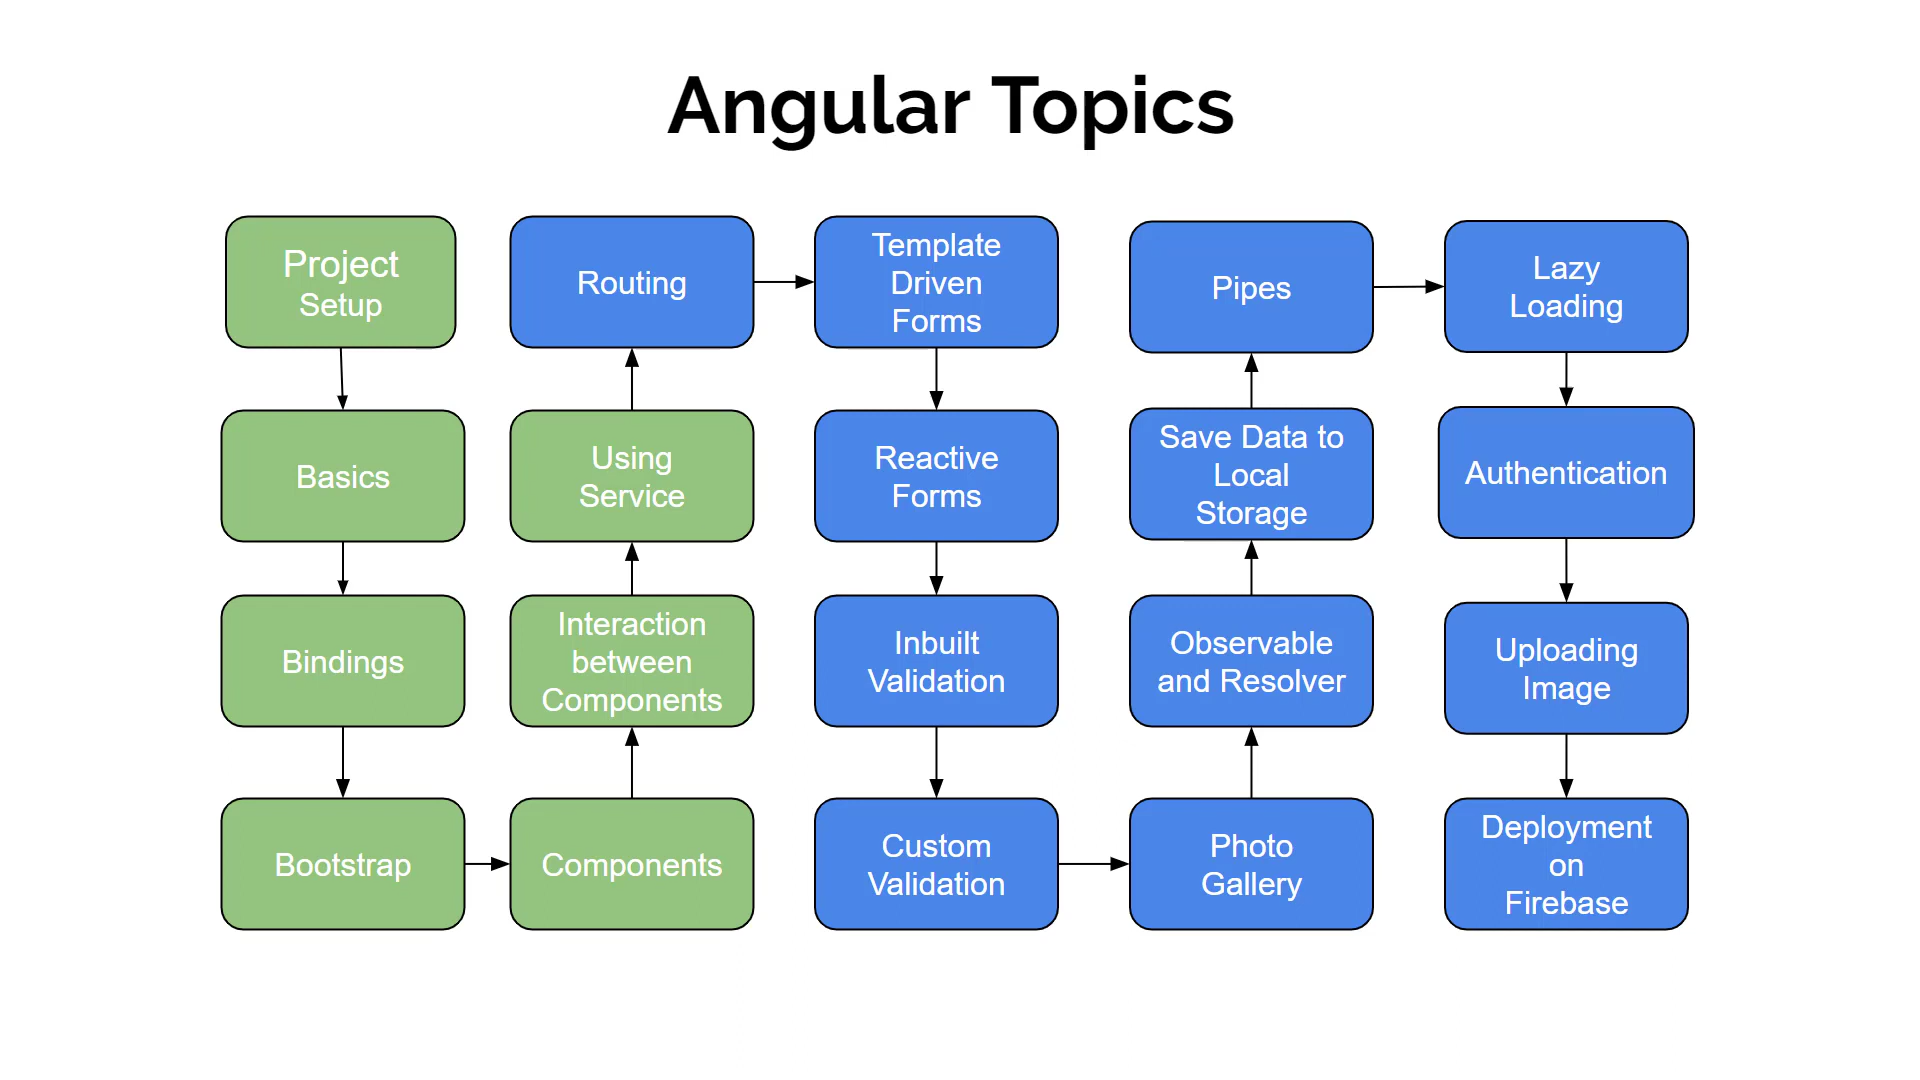 Angular Topics
Project
Setup
Basics
Bindings
Bootstrap
Components
Interaction
between
Components
Using
Service
Routing
Template
Driven
Forms
Reactive
Forms
Inbuilt
Validation
Custom
Validation
Photo
Gallery
Observable
and Resolver
Save Data to
Local
Storage
Pipes
Lazy
Loading
Authentication
Uploading
Image
Deployment
on
Firebase